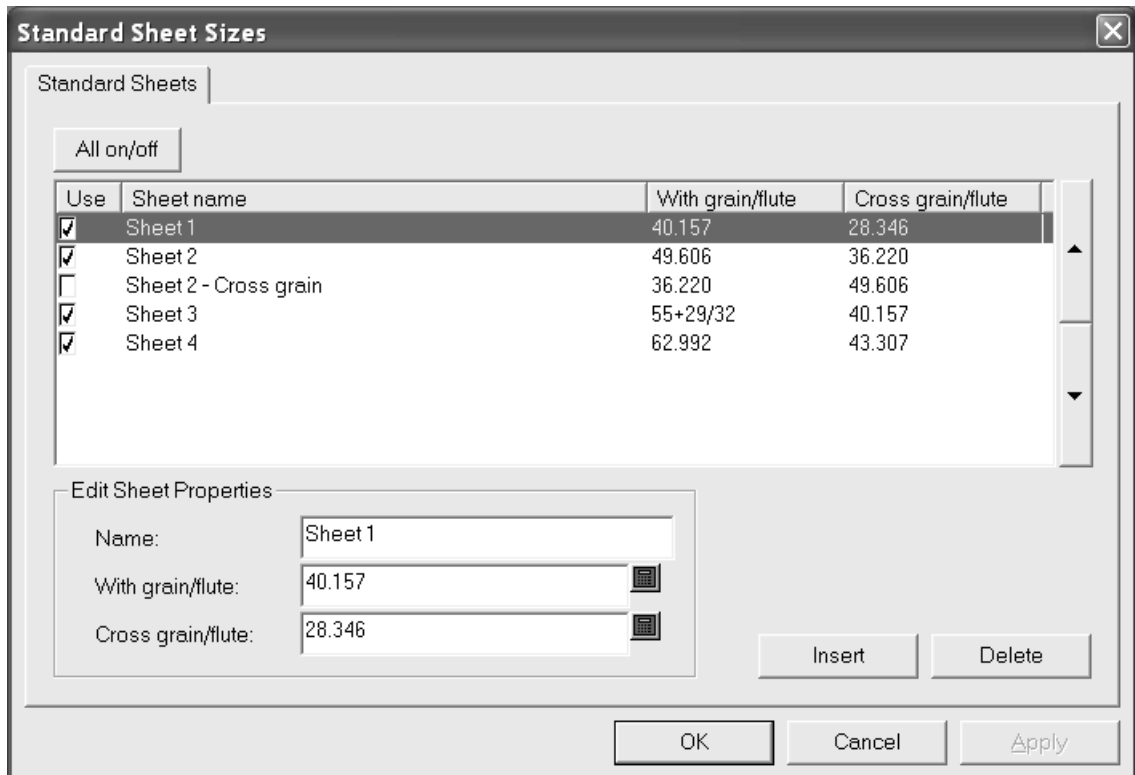 Standard Sheet Sizes
Standard Sheets
All on/off
Use Sheet name With grain/flute Cross grain/flute
Sheet 1 40.157 28.346
Sheet 2 49.606 36.220
Sheet 2 - Cross grain 36.220 49.606
Sheet 3 55+29/32 40.157
Sheet 4 62.992 43.307
Edit Sheet Properties
Name: Sheet 1
With grain/flute: 40.157
Cross grain/flute: 28.346
Insert Delete
OK Cancel Apply